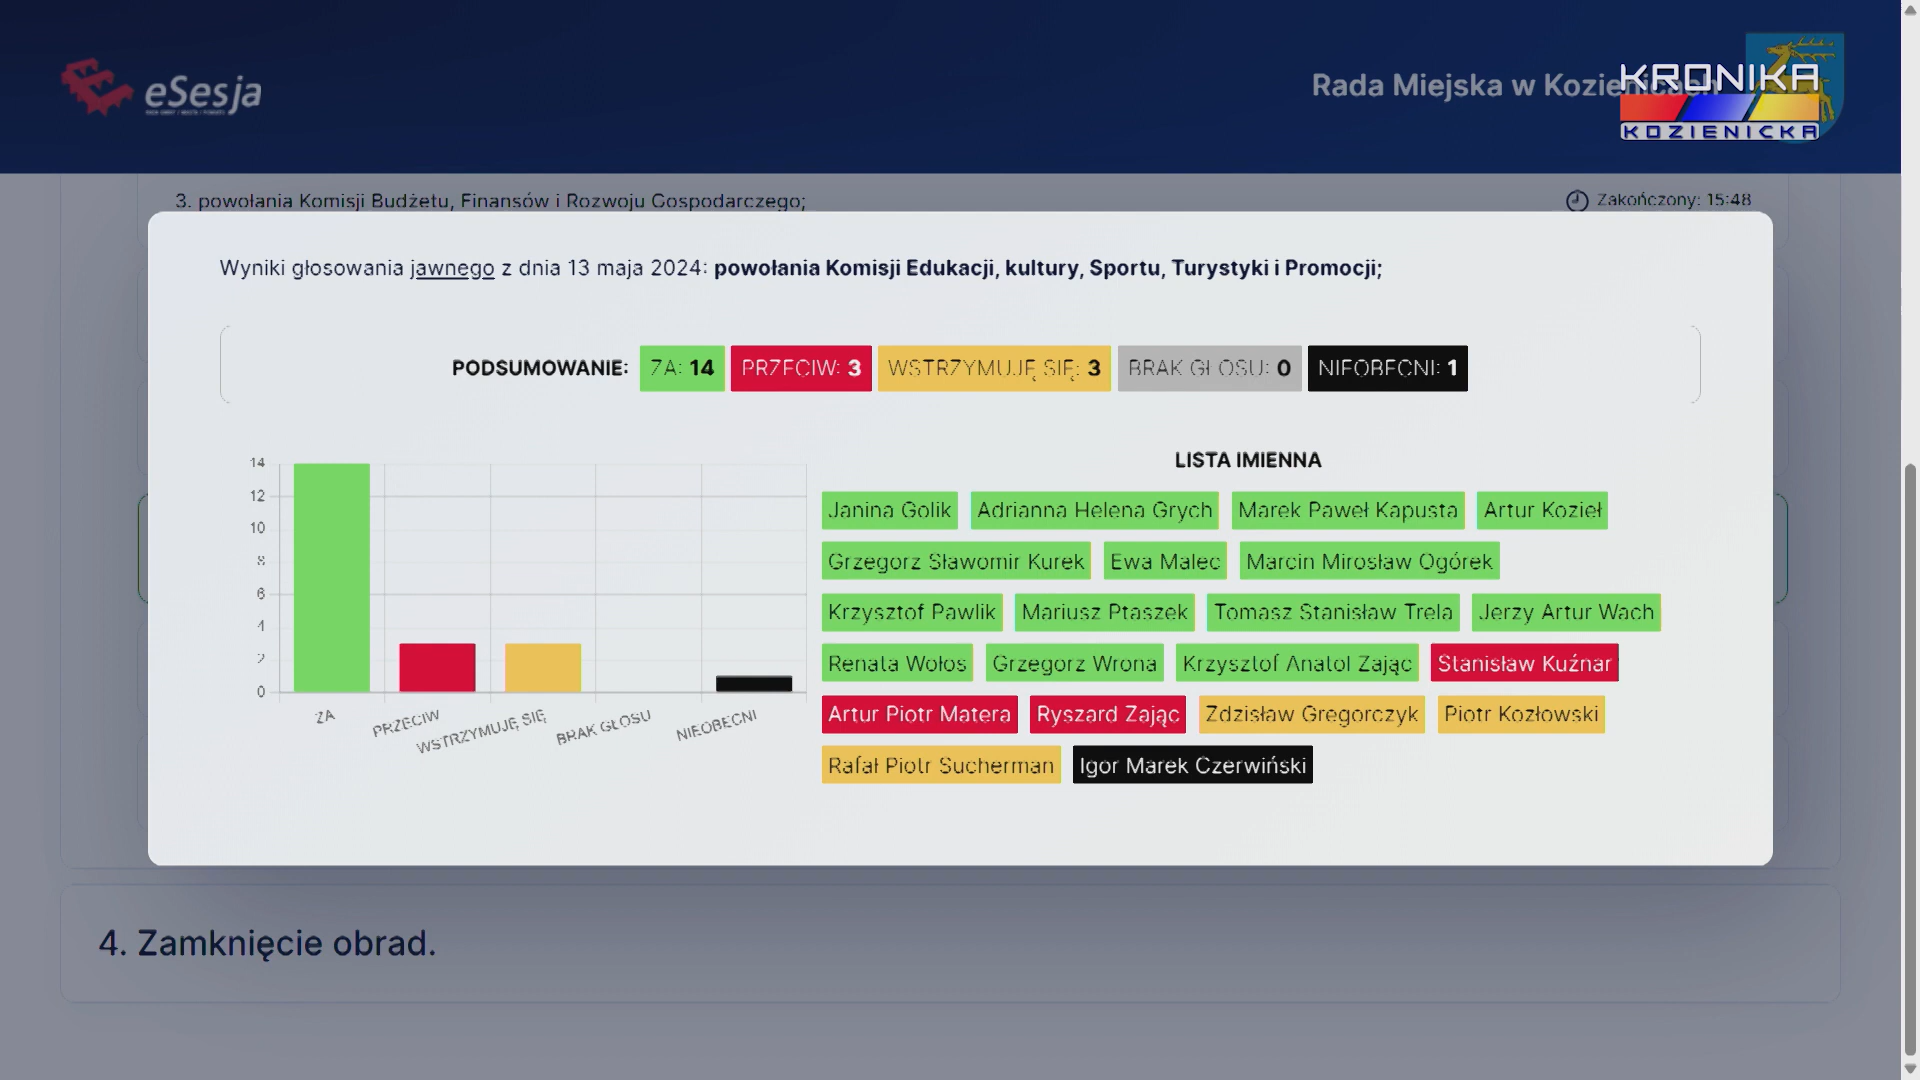 eSesja
Rada Miejska w Kozienicach
KRONIKA
KOZIENICKA
3. powołania Komisji Budżetu, Finansów i Rozwoju Gospodarczego;
Zakończony: 15:48
Wyniki głosowania jawnego z dnia 13 maja 2024: powołania Komisji Edukacji, kultury, Sportu, Turystyki i Promocji;
PODSUMOWANIE: ZA: 14 PRZECIW: 3 WSTRZYMUJĘ SIĘ: 3 BRAK GŁOSU: 0 NIEOBECNI: 1
14
12
10
8
6
4
2
0
ZA
PRZECIW
WSTRZYMUJĘ SIĘ
BRAK GŁOSU
NIEOBECNI
LISTA IMIENNA
Janina Golik Adrianna Helena Grych Marek Paweł Kapusta Artur Kozieł
Grzegorz Sławomir Kurek Ewa Malec Marcin Mirosław Ogórek
Krzysztof Pawlik Mariusz Ptaszek Tomasz Stanisław Trela Jerzy Artur Wach
Renata Wołos Grzegorz Wrona Krzysztof Anatol Zając Stanisław Kuźnar
Artur Piotr Matera Ryszard Zając Zdzisław Gregorczyk Piotr Kozłowski
Rafał Piotr Sucherman Igor Marek Czerwiński
4. Zamknięcie obrad.